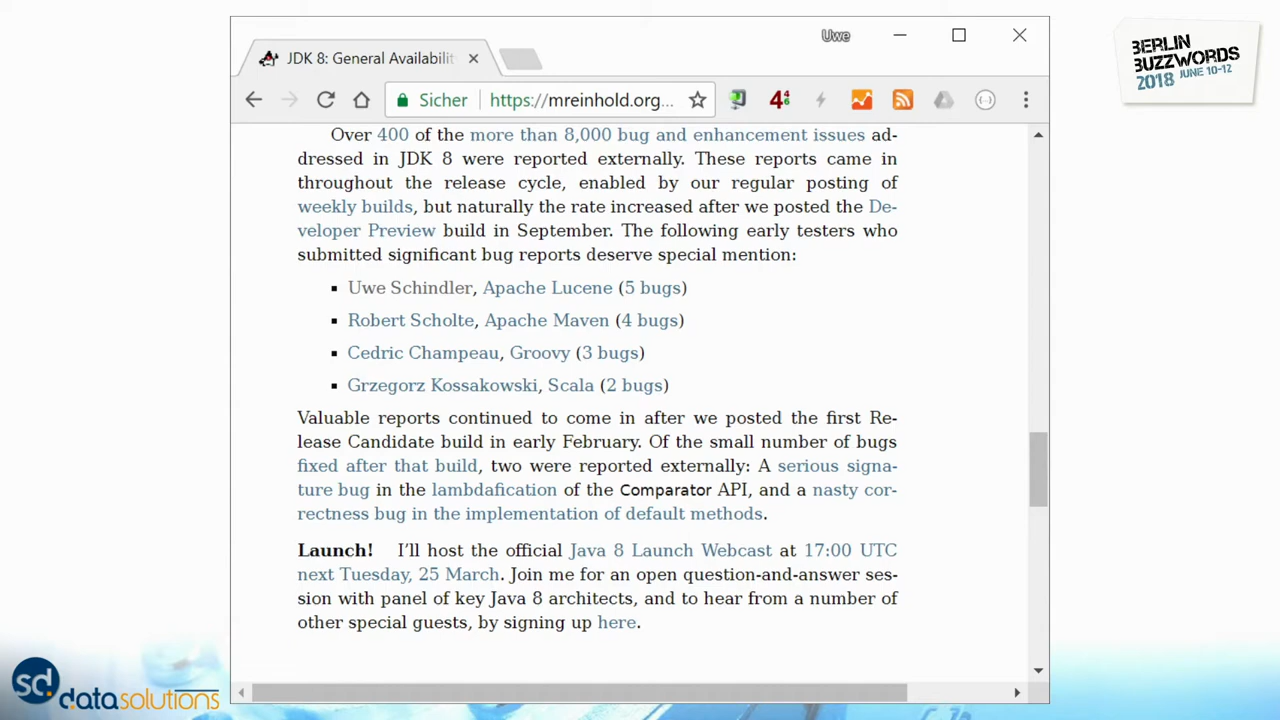 Uwe
JDK 8: General Availabilit
Sicher
https://mreinhold.org...
BERLIN
BUZZWORDS
2018 JUNE 10-12
Over 400 of the more than 8,000 bug and enhancement issues ad-
dressed in JDK 8 were reported externally. These reports came in
throughout the release cycle, enabled by our regular posting of
weekly builds, but naturally the rate increased after we posted the De-
veloper Preview build in September. The following early testers who
submitted significant bug reports deserve special mention:
▪ Uwe Schindler, Apache Lucene (5 bugs)
▪ Robert Scholte, Apache Maven (4 bugs)
▪ Cedric Champeau, Groovy (3 bugs)
▪ Grzegorz Kossakowski, Scala (2 bugs)
Valuable reports continued to come in after we posted the first Re-
lease Candidate build in early February. Of the small number of bugs
fixed after that build, two were reported externally: A serious signa-
ture bug in the lambdafication of the Comparator API, and a nasty cor-
rectness bug in the implementation of default methods.
Launch! I’ll host the official Java 8 Launch Webcast at 17:00 UTC
next Tuesday, 25 March. Join me for an open question-and-answer ses-
sion with panel of key Java 8 architects, and to hear from a number of
other special guests, by signing up here.
sd datasolutions